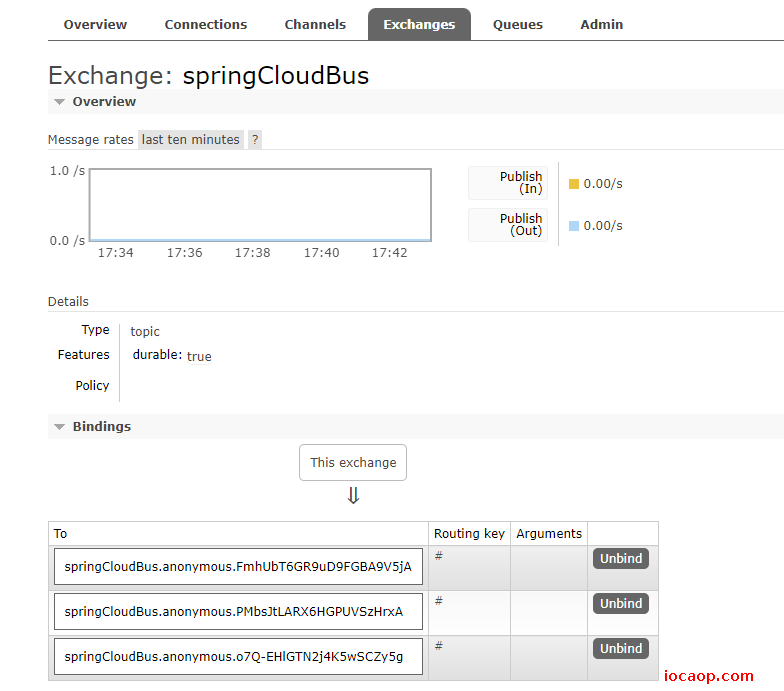 Overview Connections Channels Exchanges Queues Admin
Exchange: springCloudBus
Overview
Message rates last ten minutes ?
1.0 /s
0.0 /s
17:34 17:36 17:38 17:40 17:42
Publish (In) 0.00/s
Publish (Out) 0.00/s
Details
Type topic
Features durable: true
Policy
Bindings
This exchange
⇓
To Routing key Arguments
springCloudBus.anonymous.FmhUbT6GR9uD9FGBA9V5jA # Unbind
springCloudBus.anonymous.PMbsJtLARX6HGPUVSzHrxA # Unbind
springCloudBus.anonymous.o7Q-EHlGTN2j4K5wSCZy5g # Unbind
iocaop.com